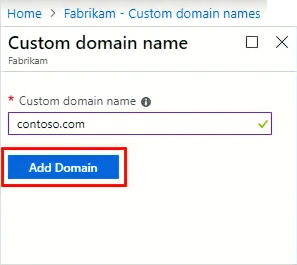 Home > Fabrikam - Custom domain names
Custom domain name
Fabrikam
* Custom domain name
contoso.com
Add Domain